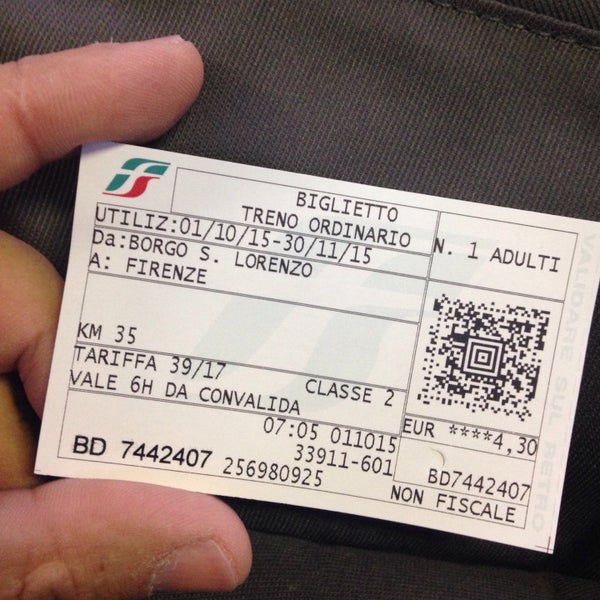 BIGLIETTO
TRENO ORDINARIO
N. 1 ADULTI
UTILIZ:01/10/15-30/11/15
Da:BORGO S. LORENZO
A: FIRENZE
KM 35
TARIFFA 39/17
CLASSE 2
VALE 6H DA CONVALIDA
EUR ****4,30
07:05 011015
33911-601
BD 7442407 256980925
BD7442407
NON FISCALE
VALIDARE SUL RETRO